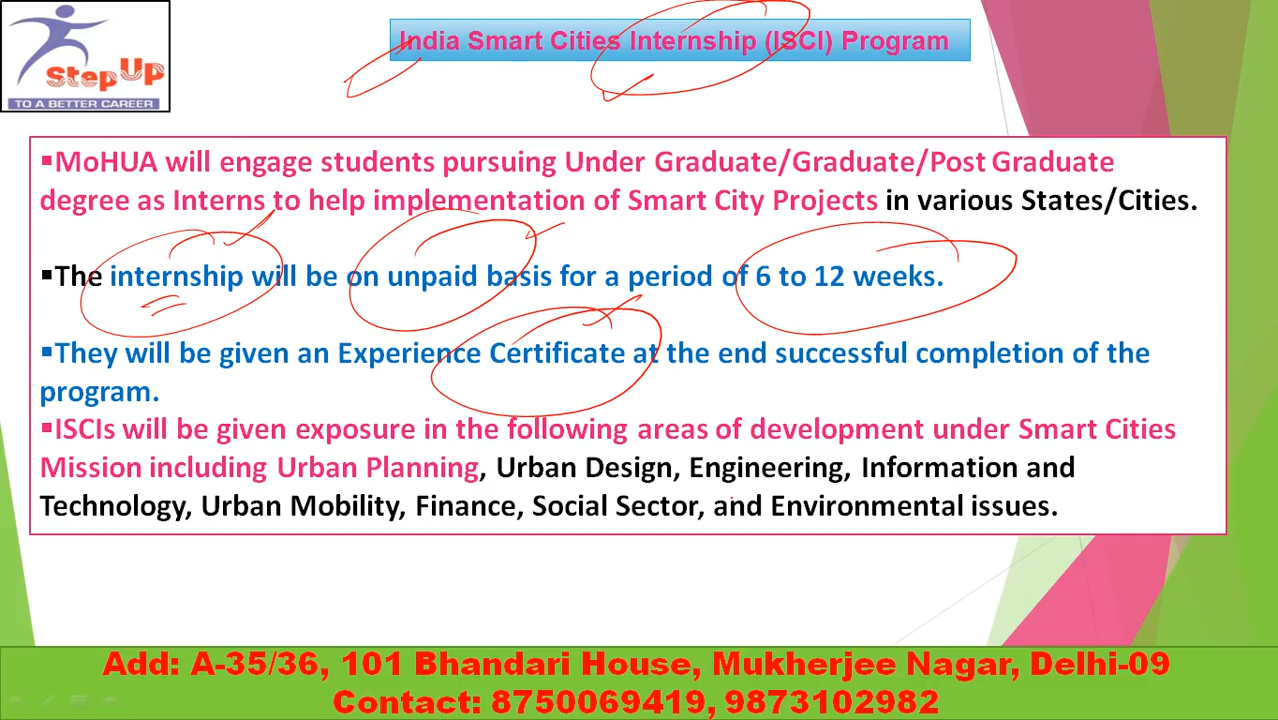 StepUp
TO A BETTER CAREER
India Smart Cities Internship (ISCI) Program
▪MoHUA will engage students pursuing Under Graduate/Graduate/Post Graduate
degree as Interns to help implementation of Smart City Projects in various States/Cities.
▪The internship will be on unpaid basis for a period of 6 to 12 weeks.
▪They will be given an Experience Certificate at the end successful completion of the
program.
▪ISCIs will be given exposure in the following areas of development under Smart Cities
Mission including Urban Planning, Urban Design, Engineering, Information and
Technology, Urban Mobility, Finance, Social Sector, and Environmental issues.
Add: A-35/36, 101 Bhandari House, Mukherjee Nagar, Delhi-09
Contact: 8750069419, 9873102982